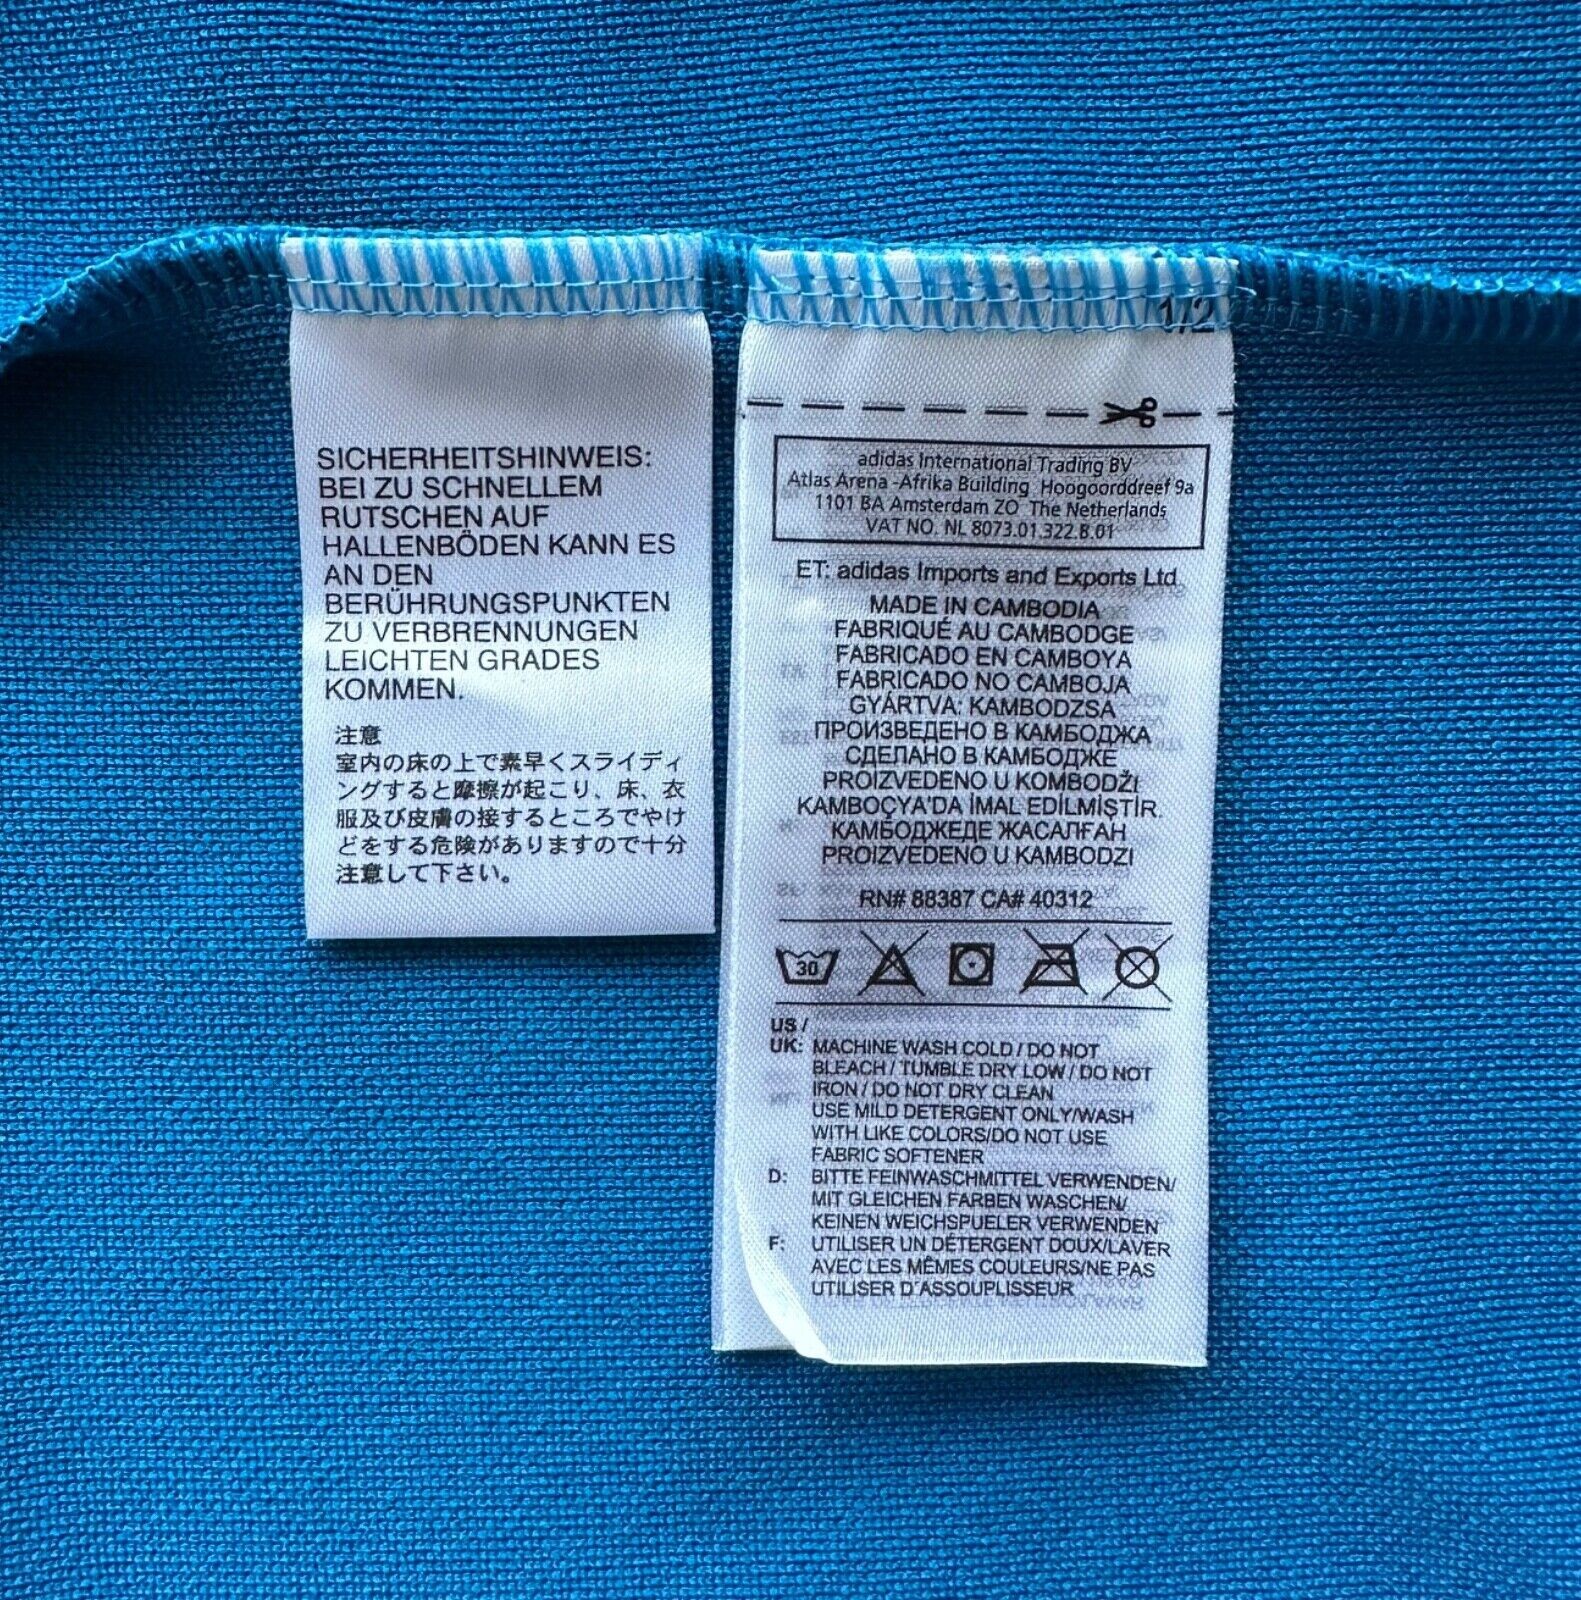 SICHERHEITSHINWEIS:
BEI ZU SCHNELLEM
RUTSCHEN AUF
HALLENBÖDEN KANN ES
AN DEN
BERÜHRUNGSPUNKTEN
ZU VERBRENNUNGEN
LEICHTEN GRADES
KOMMEN.
注意
室内の床の上で素早くスライディ
ングすると摩擦が起こり、床、衣
服及び皮膚の接するところでやけ
どをする危険がありますので十分
注意して下さい。
1/2
adidas International Trading BV
Atlas Arena -Afrika Building Hoogoorddreef 9a
1101 BA Amsterdam ZO The Netherlands
VAT NO. NL 8073.01.322.B.01
ET: adidas Imports and Exports Ltd
MADE IN CAMBODIA
FABRIQUÉ AU CAMBODGE
FABRICADO EN CAMBOYA
FABRICADO NO CAMBOJA
GYÁRTVA: KAMBODZSA
ПРОИЗВЕДЕНО В КАМБОДЖА
СДЕЛАНО В КАМБОДЖЕ
PROIZVEDENO U KOMBODŽI
KAMBOÇYA'DA İMAL EDİLMİŞTİR.
КАМБОДЖЕДЕ ЖАСАЛҒАН
PROIZVEDENO U KAMBODZI
RN# 88387 CA# 40312
30
US /
UK: MACHINE WASH COLD / DO NOT
BLEACH / TUMBLE DRY LOW / DO NOT
IRON / DO NOT DRY CLEAN
USE MILD DETERGENT ONLY/WASH
WITH LIKE COLORS/DO NOT USE
FABRIC SOFTENER
D: BITTE FEINWASCHMITTEL VERWENDEN/
MIT GLEICHEN FARBEN WASCHEN/
KEINEN WEICHSPUELER VERWENDEN
F: UTILISER UN DÉTERGENT DOUX/LAVER
AVEC LES MÊMES COULEURS/NE PAS
UTILISER D´ASSOUPLISSEUR